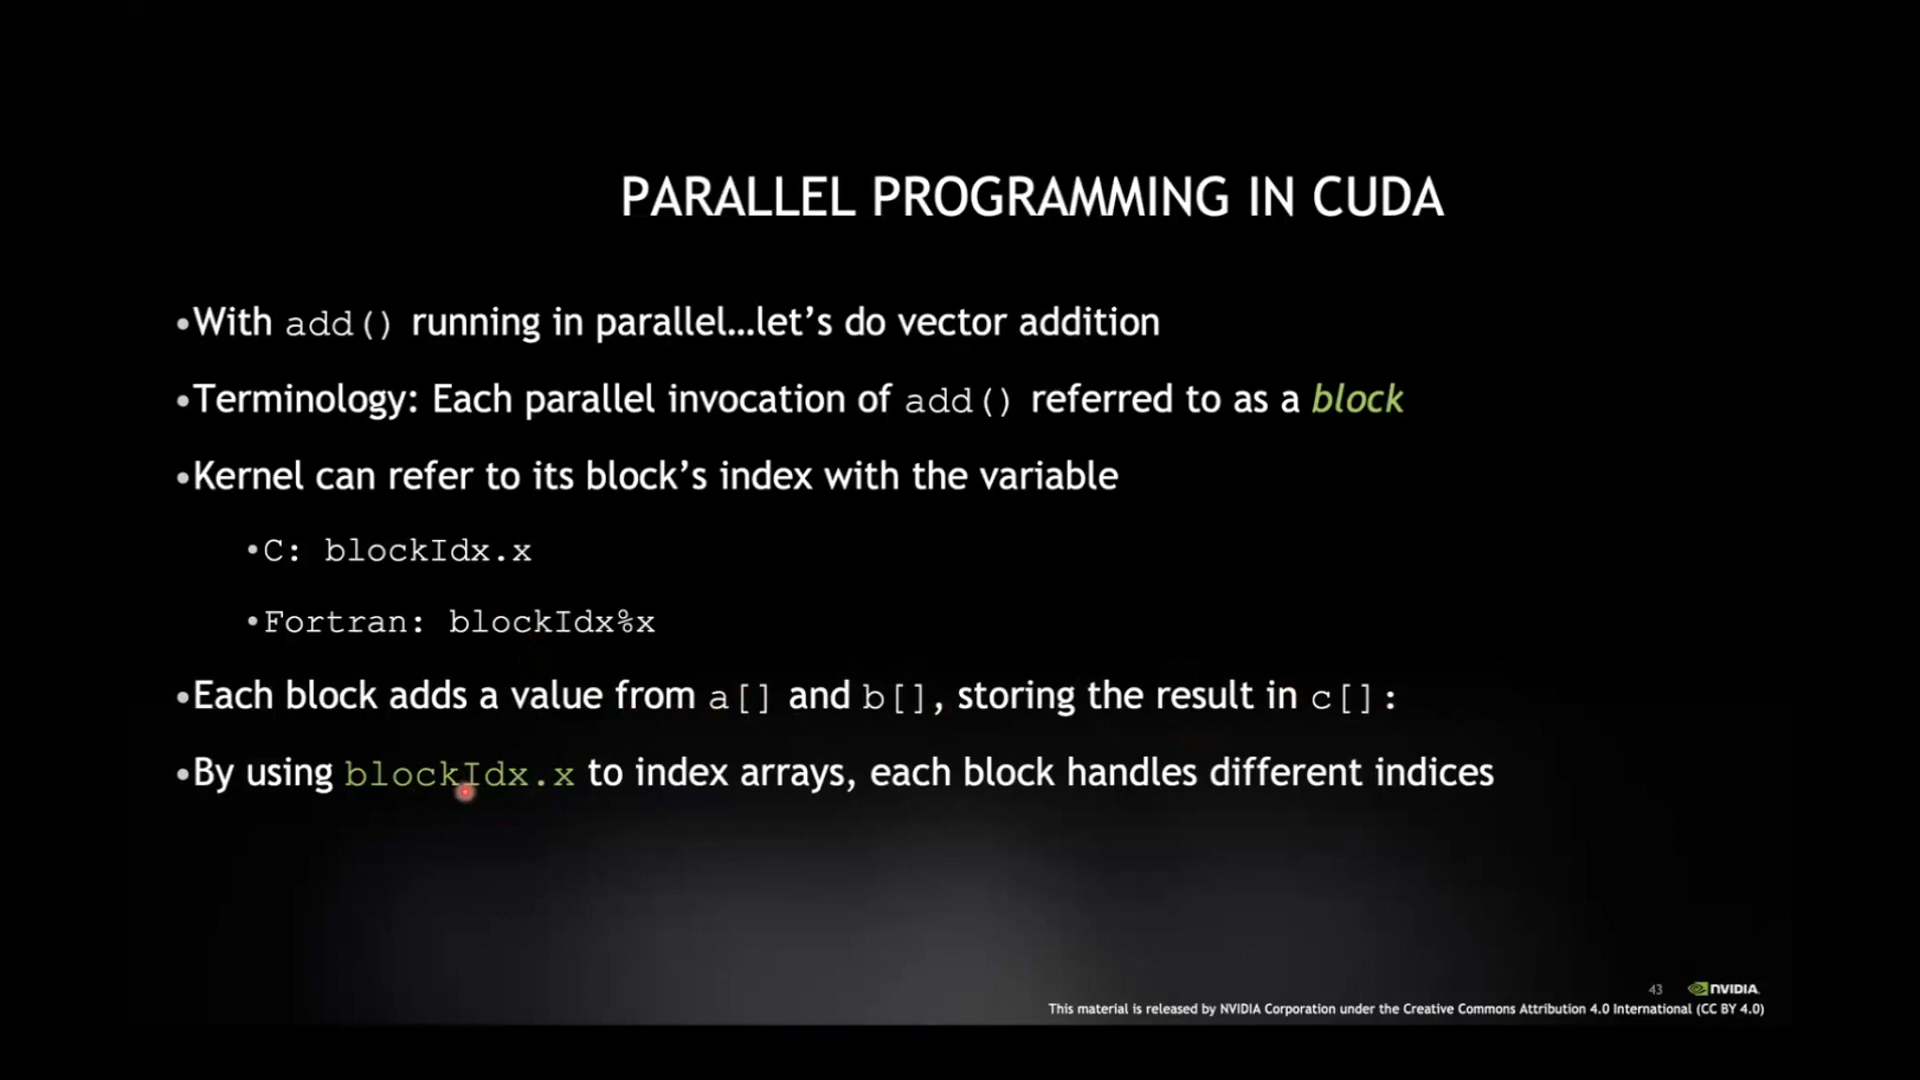 PARALLEL PROGRAMMING IN CUDA
•With add() running in parallel…let’s do vector addition
•Terminology: Each parallel invocation of add() referred to as a block
•Kernel can refer to its block’s index with the variable
•C: blockIdx.x
•Fortran: blockIdx%x
•Each block adds a value from a[] and b[], storing the result in c[]:
•By using blockIdx.x to index arrays, each block handles different indices
43 NVIDIA.
This material is released by NVIDIA Corporation under the Creative Commons Attribution 4.0 International (CC BY 4.0)